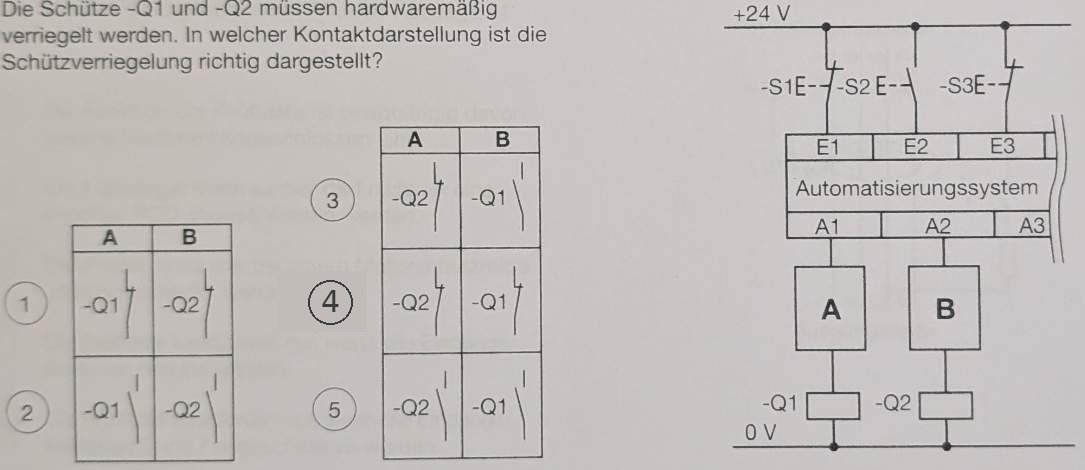 Die Schütze -Q1 und -Q2 müssen hardwaremäßig
verriegelt werden. In welcher Kontaktdarstellung ist die
Schützverriegelung richtig dargestellt?
A B
1 -Q1 -Q2
2 -Q1 -Q2
A B
3 -Q2 -Q1
4 -Q2 -Q1
5 -Q2 -Q1
+24 V
-S1E -S2 E -S3E
E1 E2 E3
Automatisierungssystem
A1 A2 A3
A B
-Q1 -Q2
0 V